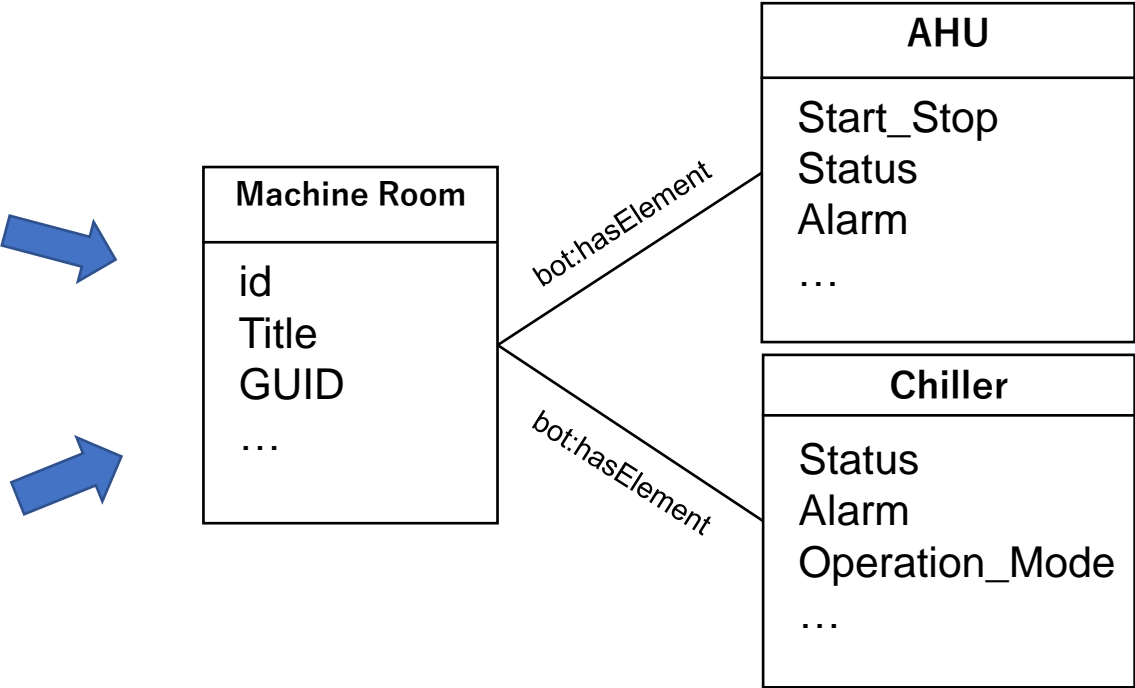 Machine Room
id
Title
GUID
…
bot:hasElement
bot:hasElement
AHU
Start_Stop
Status
Alarm
…
Chiller
Status
Alarm
Operation_Mode
…